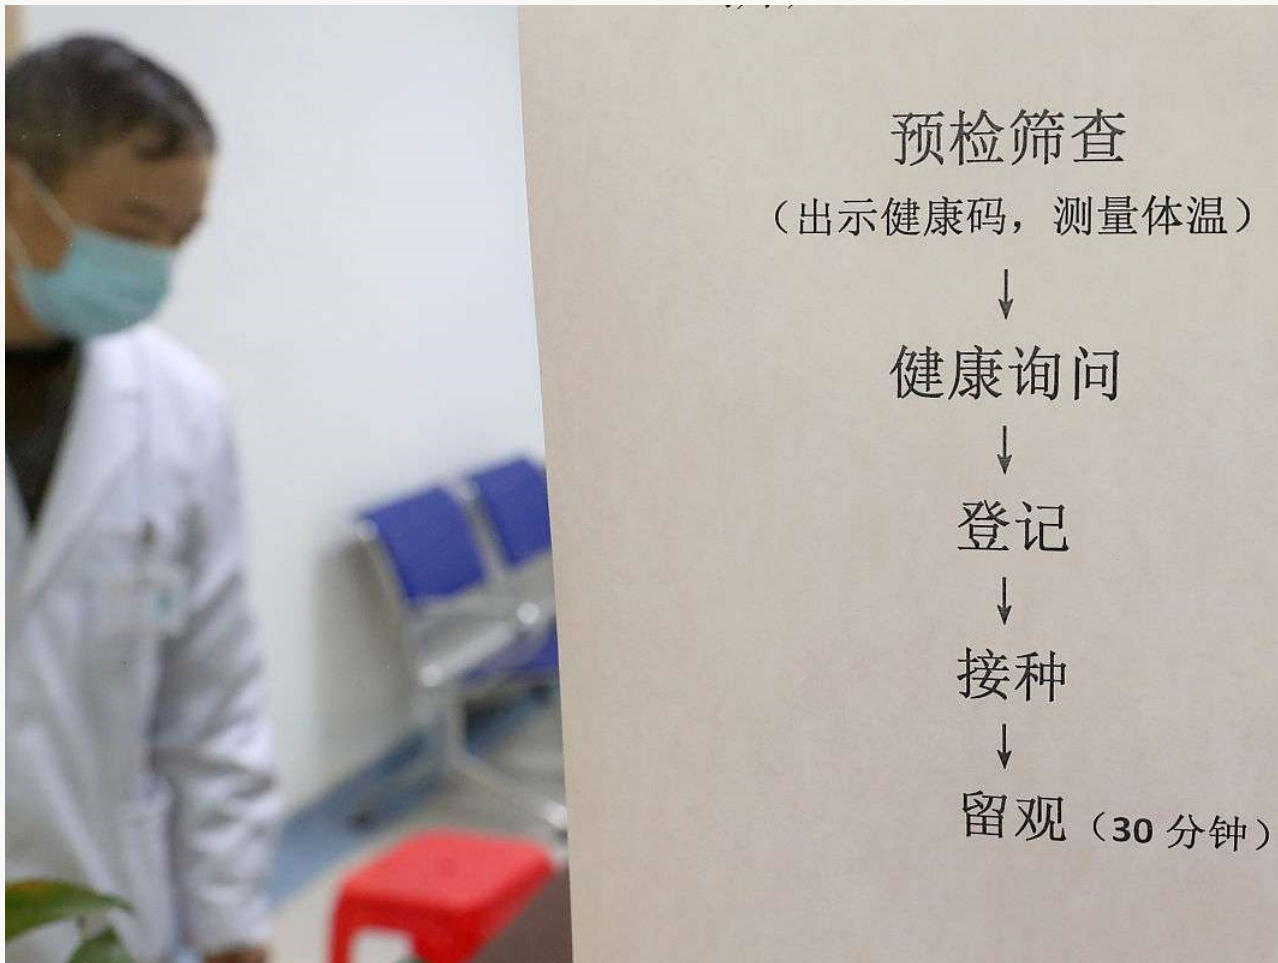 预检筛查
（出示健康码，测量体温）
↓
健康询问
↓
登记
↓
接种
↓
留观（30 分钟）